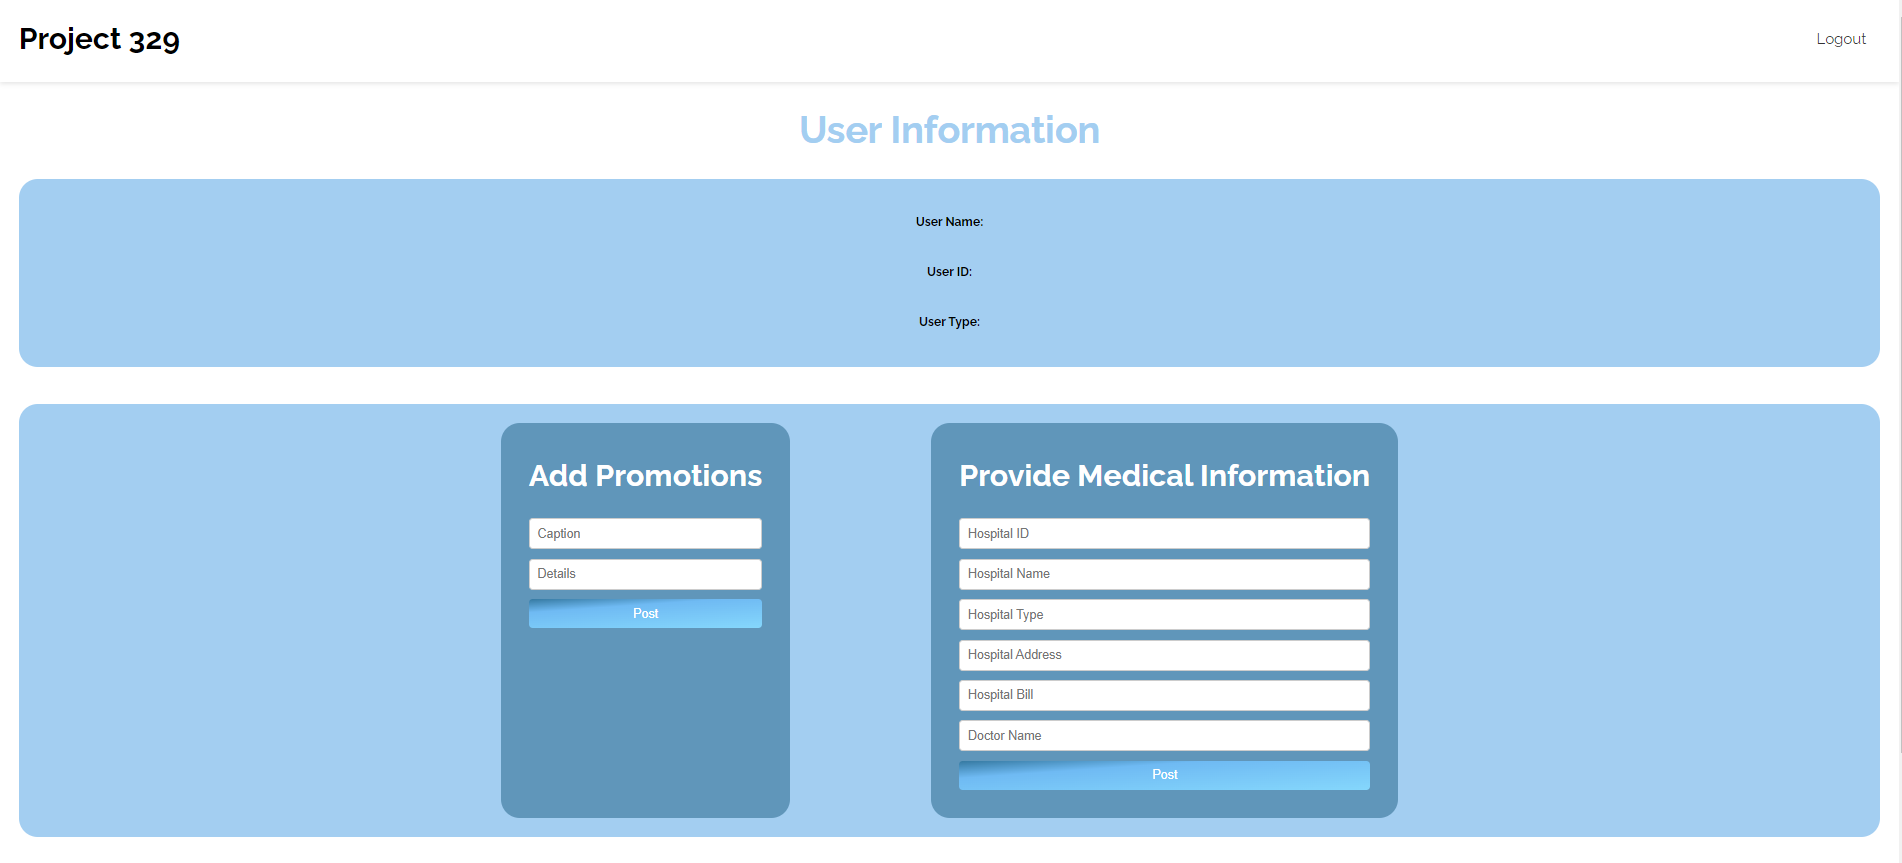 Project 329
Logout
User Information
User Name:
User ID:
User Type:
Add Promotions
Caption
Details
Post
Provide Medical Information
Hospital ID
Hospital Name
Hospital Type
Hospital Address
Hospital Bill
Doctor Name
Post